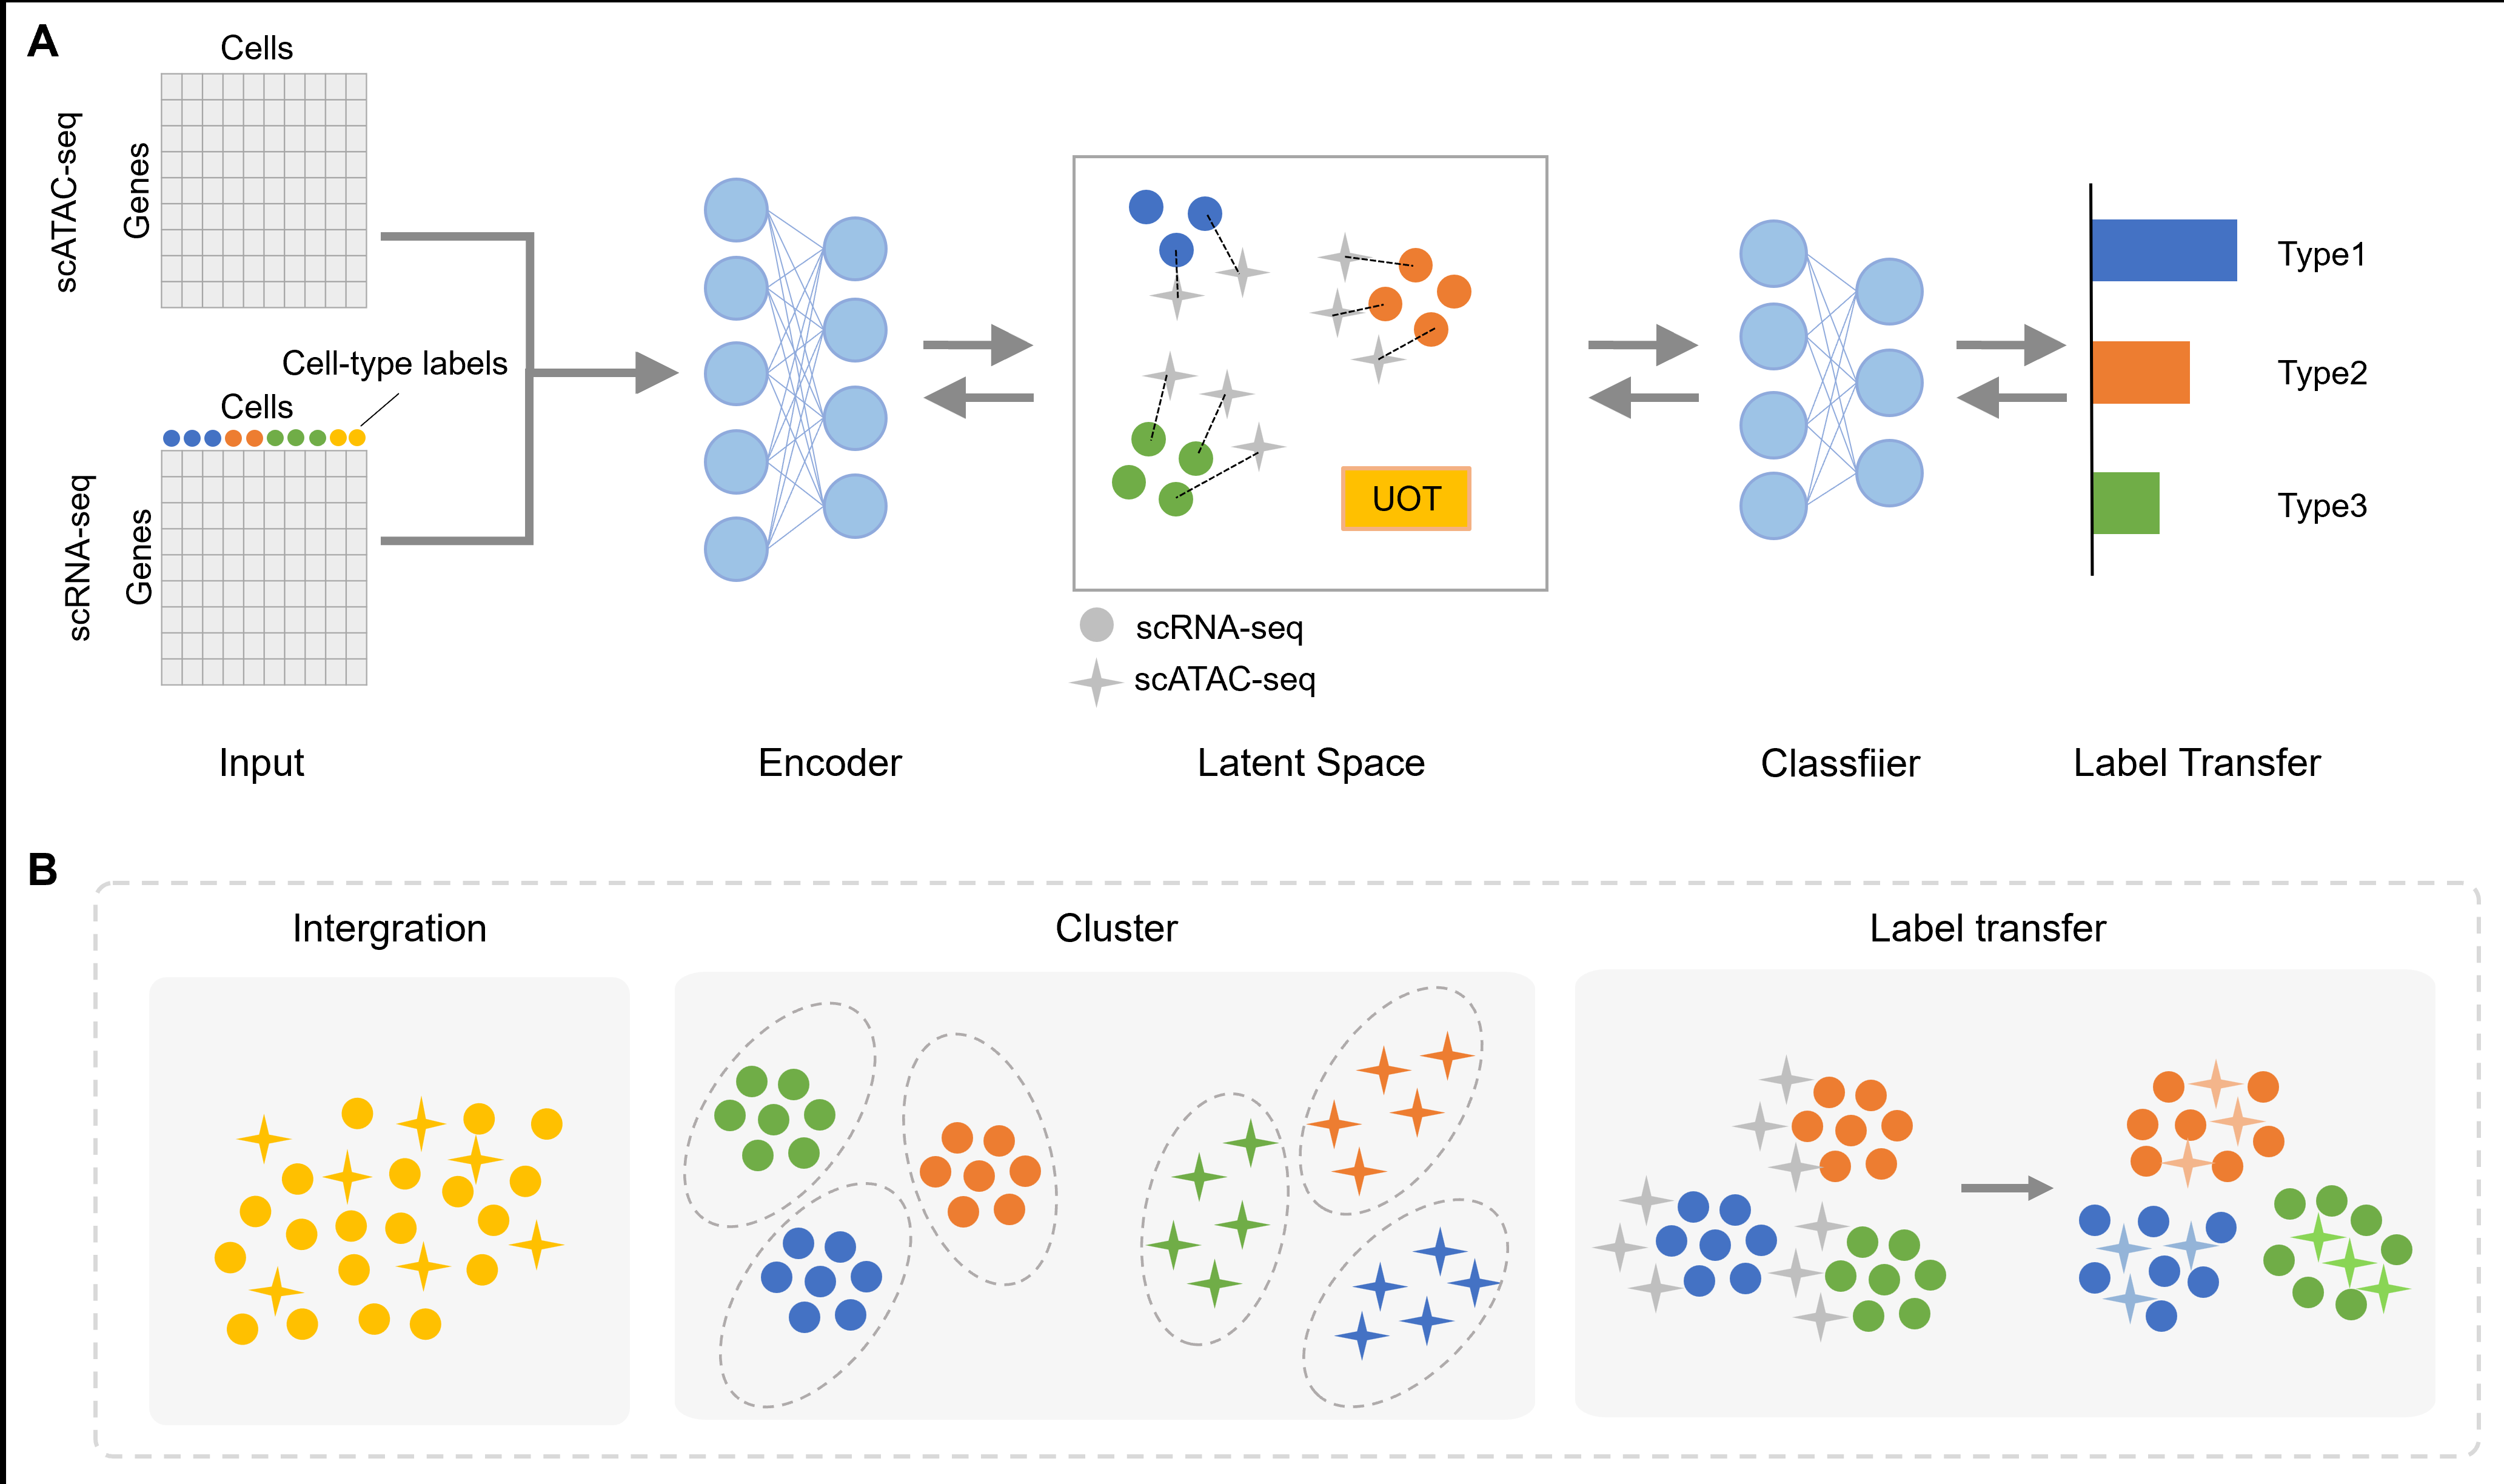 A
Cells
scATAC-seq
Genes
Cell-type labels
Cells
scRNA-seq
Genes
UOT
scRNA-seq
scATAC-seq
Type1
Type2
Type3
Input
Encoder
Latent Space
Classfiier
Label Transfer
B
Intergration
Cluster
Label transfer